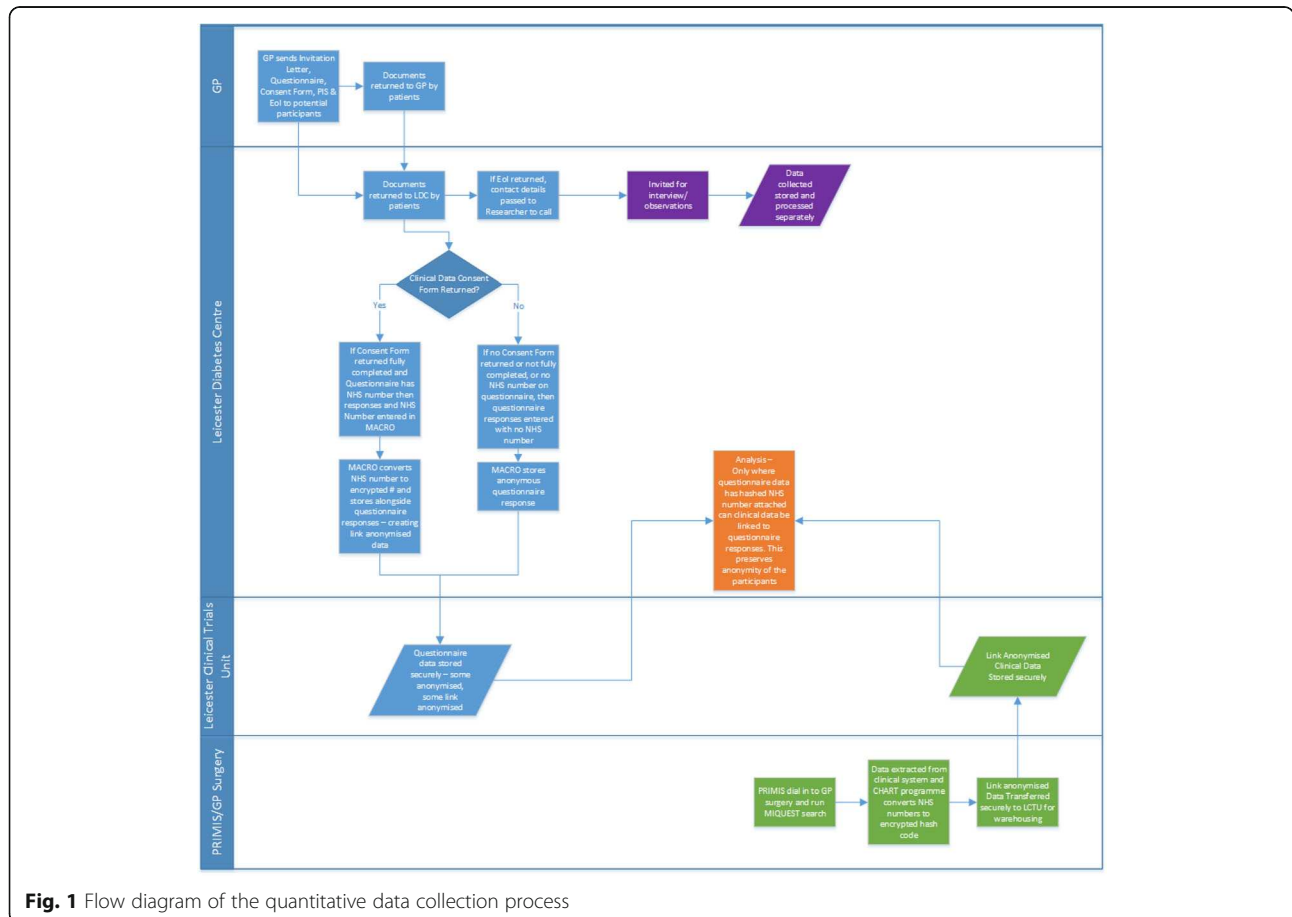 GP
GP sends Invitation
Letter,
Questionnaire,
Consent Form, PIS &
EoI to potential
participants
Documents
returned to GP by
patients
Leicester Diabetes Centre
Documents
returned to LDC by
patients
If EoI returned,
contact details
passed to
Researcher to call
Invited for
interview/
observations
Data
collected
stored and
processed
separately
Clinical Data Consent
Form Returned?
Yes
No
If Consent Form
returned fully
completed and
Questionnaire has
NHS number then
responses and NHS
Number entered in
MACRO
If no Consent Form
returned or not fully
completed, or no
NHS number on
questionnaire, then
questionnaire
responses entered
with no NHS
number
MACRO converts
NHS number to
encrypted # and
stores alongside
questionnaire
responses – creating
link anonymised
data
MACRO stores
anonymous
questionnaire
response
Analysis –
Only where
questionnaire data
has hashed NHS
number attached
can clinical data be
linked to
questionnaire
responses. This
preserves
anonymity of the
participants
Leicester Clinical Trials
Unit
Questionnaire
data stored
securely – some
anonymised,
some link
anonymised
Link Anonymised
Clinical Data
Stored securely
PRIMIS/GP Surgery
PRIMIS dial in to GP
surgery and run
MIQUEST search
Data extracted from
clinical system and
CHART programme
converts NHS
numbers to
encrypted hash
code
Link anonymised
Data Transferred
securely to LCTU for
warehousing
Fig. 1 Flow diagram of the quantitative data collection process